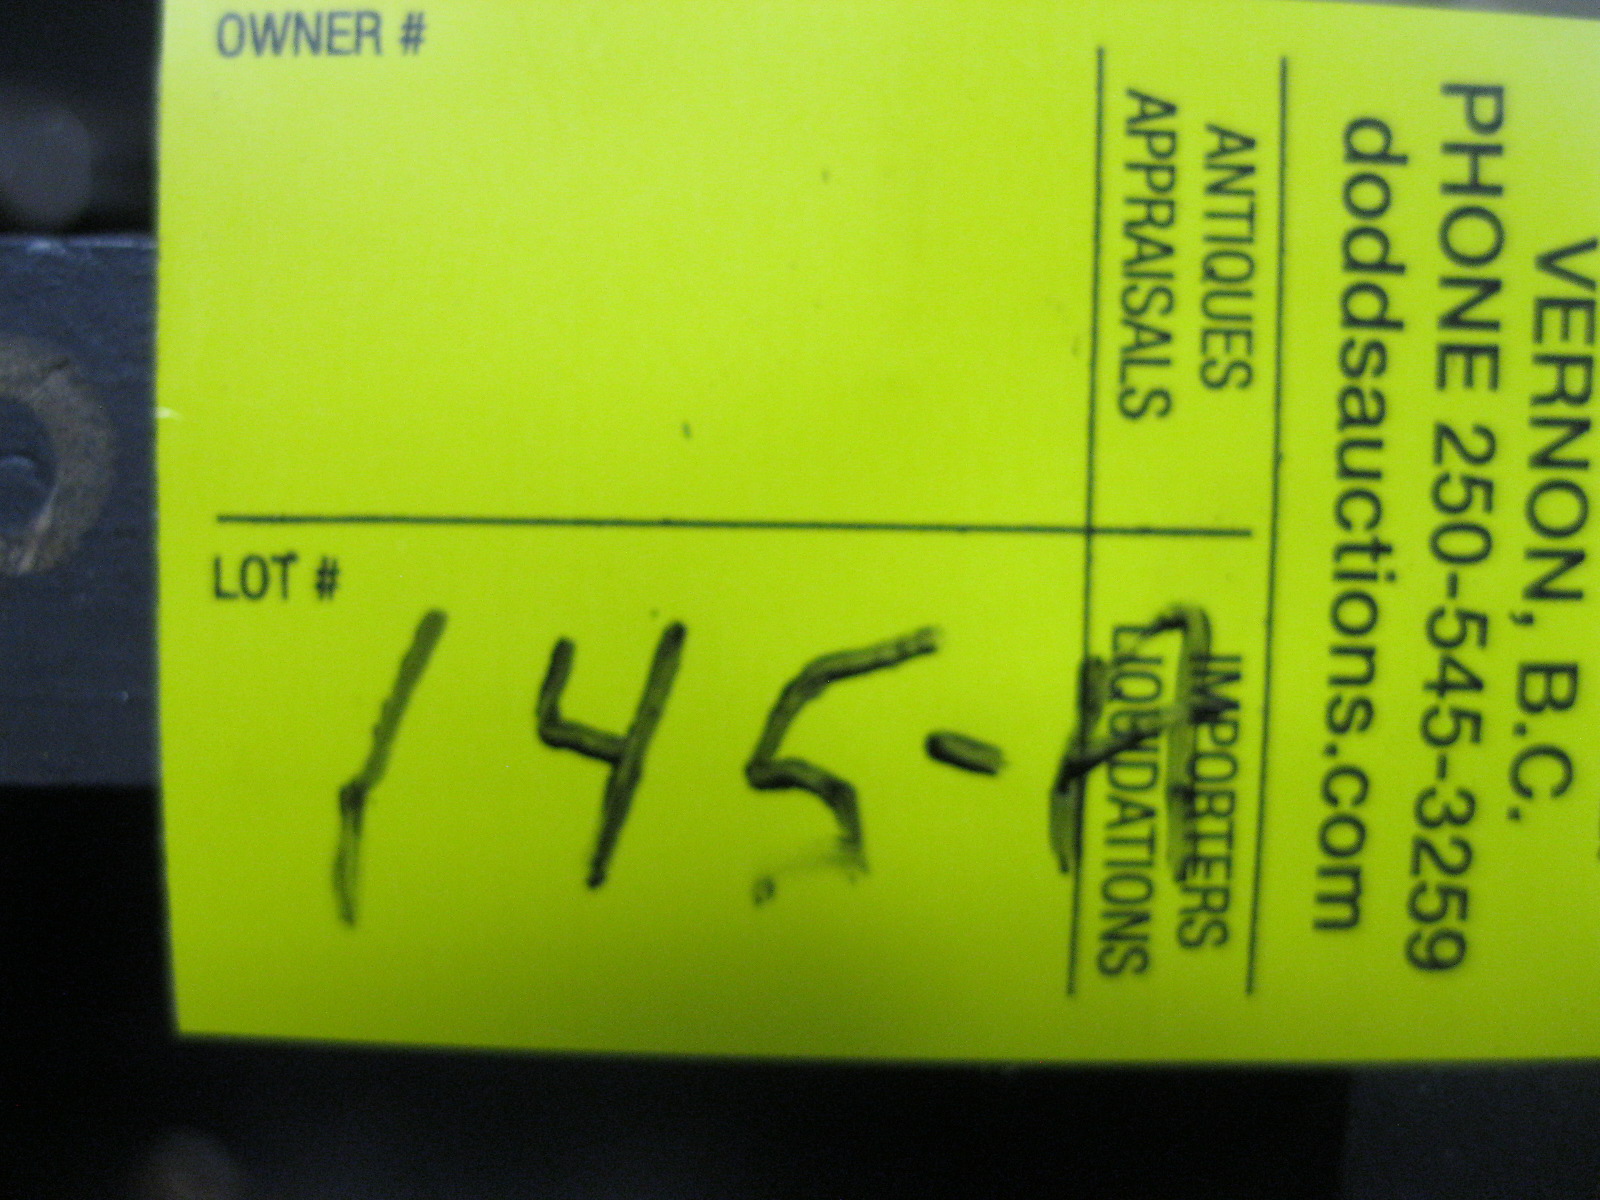 OWNER #
LOT #
145-A
VERNON, B.C.
PHONE 250-545-3259
doddsauctions.com
ANTIQUES IMPORTERS
APPRAISALS LIQUIDATIONS